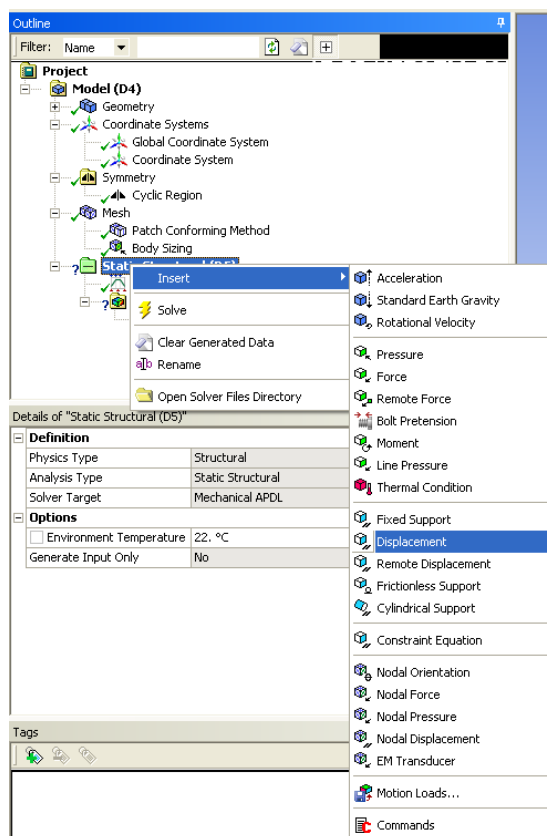 Outline
Filter: Name
Project
Model (D4)
Geometry
Coordinate Systems
Global Coordinate System
Coordinate System
Symmetry
Cyclic Region
Mesh
Patch Conforming Method
Body Sizing
Static Structural (D5)
Insert
Solve
Clear Generated Data
Rename
Open Solver Files Directory
Acceleration
Standard Earth Gravity
Rotational Velocity
Pressure
Force
Remote Force
Bolt Pretension
Moment
Line Pressure
Thermal Condition
Fixed Support
Displacement
Remote Displacement
Frictionless Support
Cylindrical Support
Constraint Equation
Nodal Orientation
Nodal Force
Nodal Pressure
Nodal Displacement
EM Transducer
Motion Loads...
Commands
Details of "Static Structural (D5)"
Definition
Physics Type Structural
Analysis Type Static Structural
Solver Target Mechanical APDL
Options
Environment Temperature 22. °C
Generate Input Only No
Tags